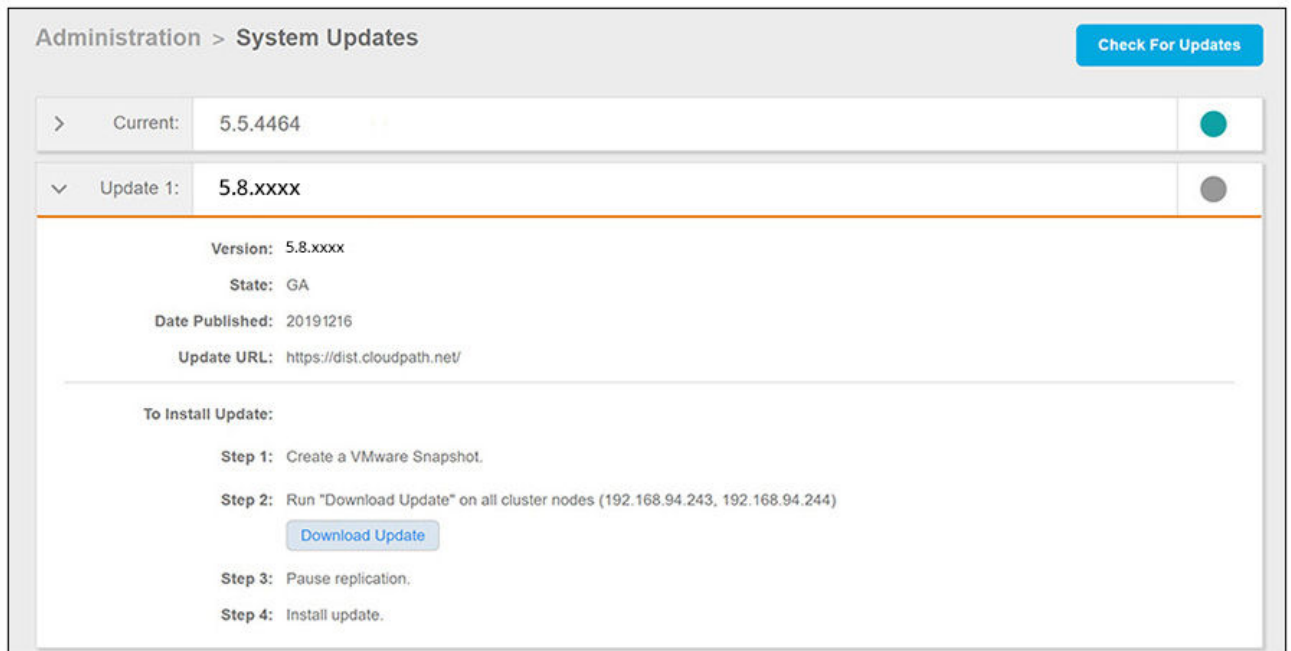 Administration > System Updates
Check For Updates
Current: 5.5.4464
Update 1: 5.8.xxxx
Version: 5.8.xxxx
State: GA
Date Published: 20191216
Update URL: https://dist.cloudpath.net/
To Install Update:
Step 1: Create a VMware Snapshot.
Step 2: Run "Download Update" on all cluster nodes (192.168.94.243, 192.168.94.244)
Download Update
Step 3: Pause replication.
Step 4: Install update.